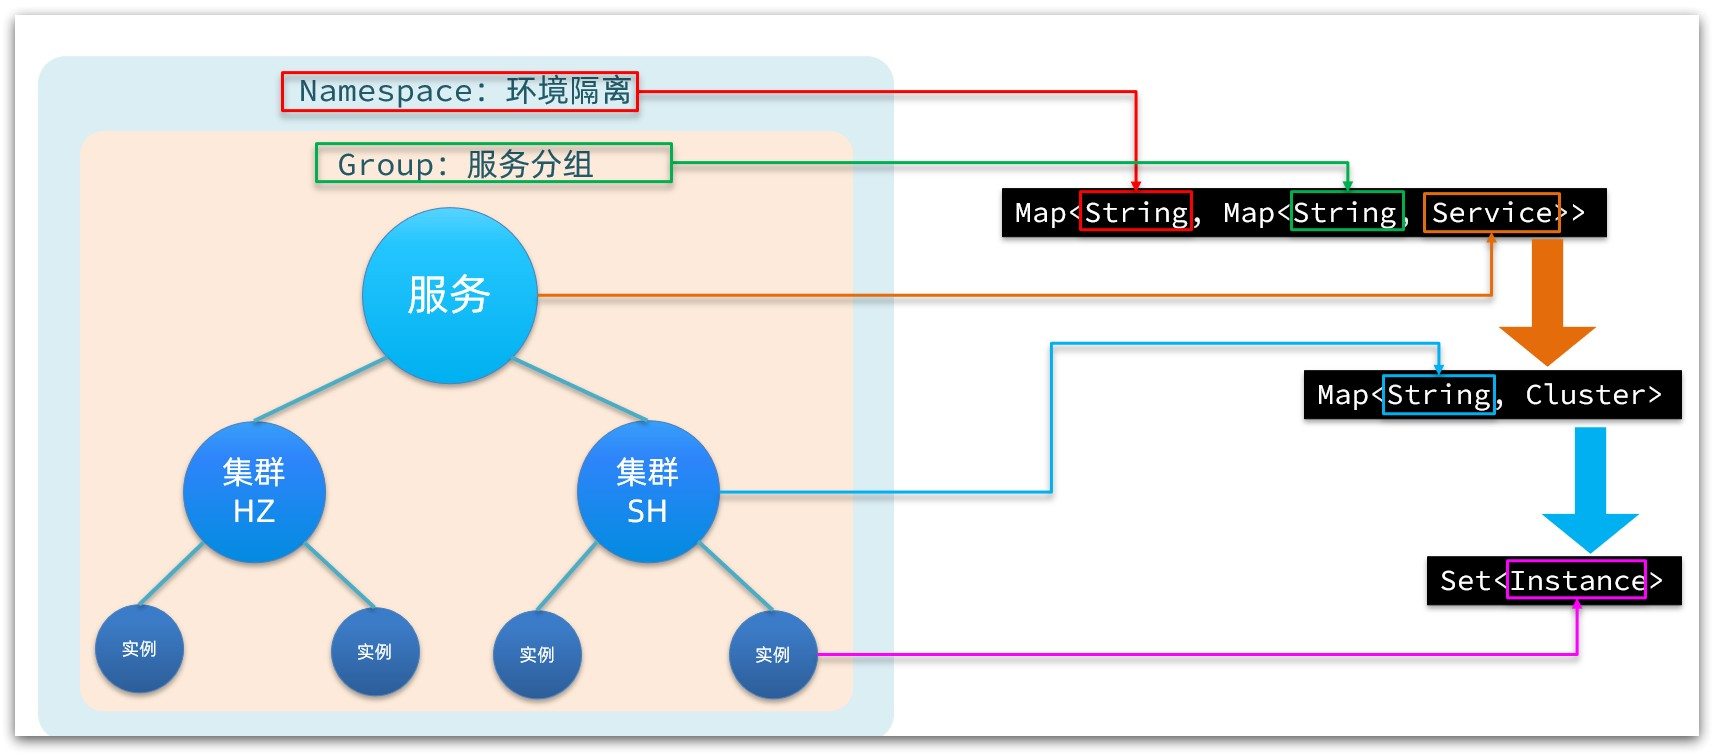 Namespace：环境隔离
Group：服务分组
Map<String, Map<String, Service>>
服务
Map<String, Cluster>
集群
HZ
集群
SH
Set<Instance>
实例
实例
实例
实例